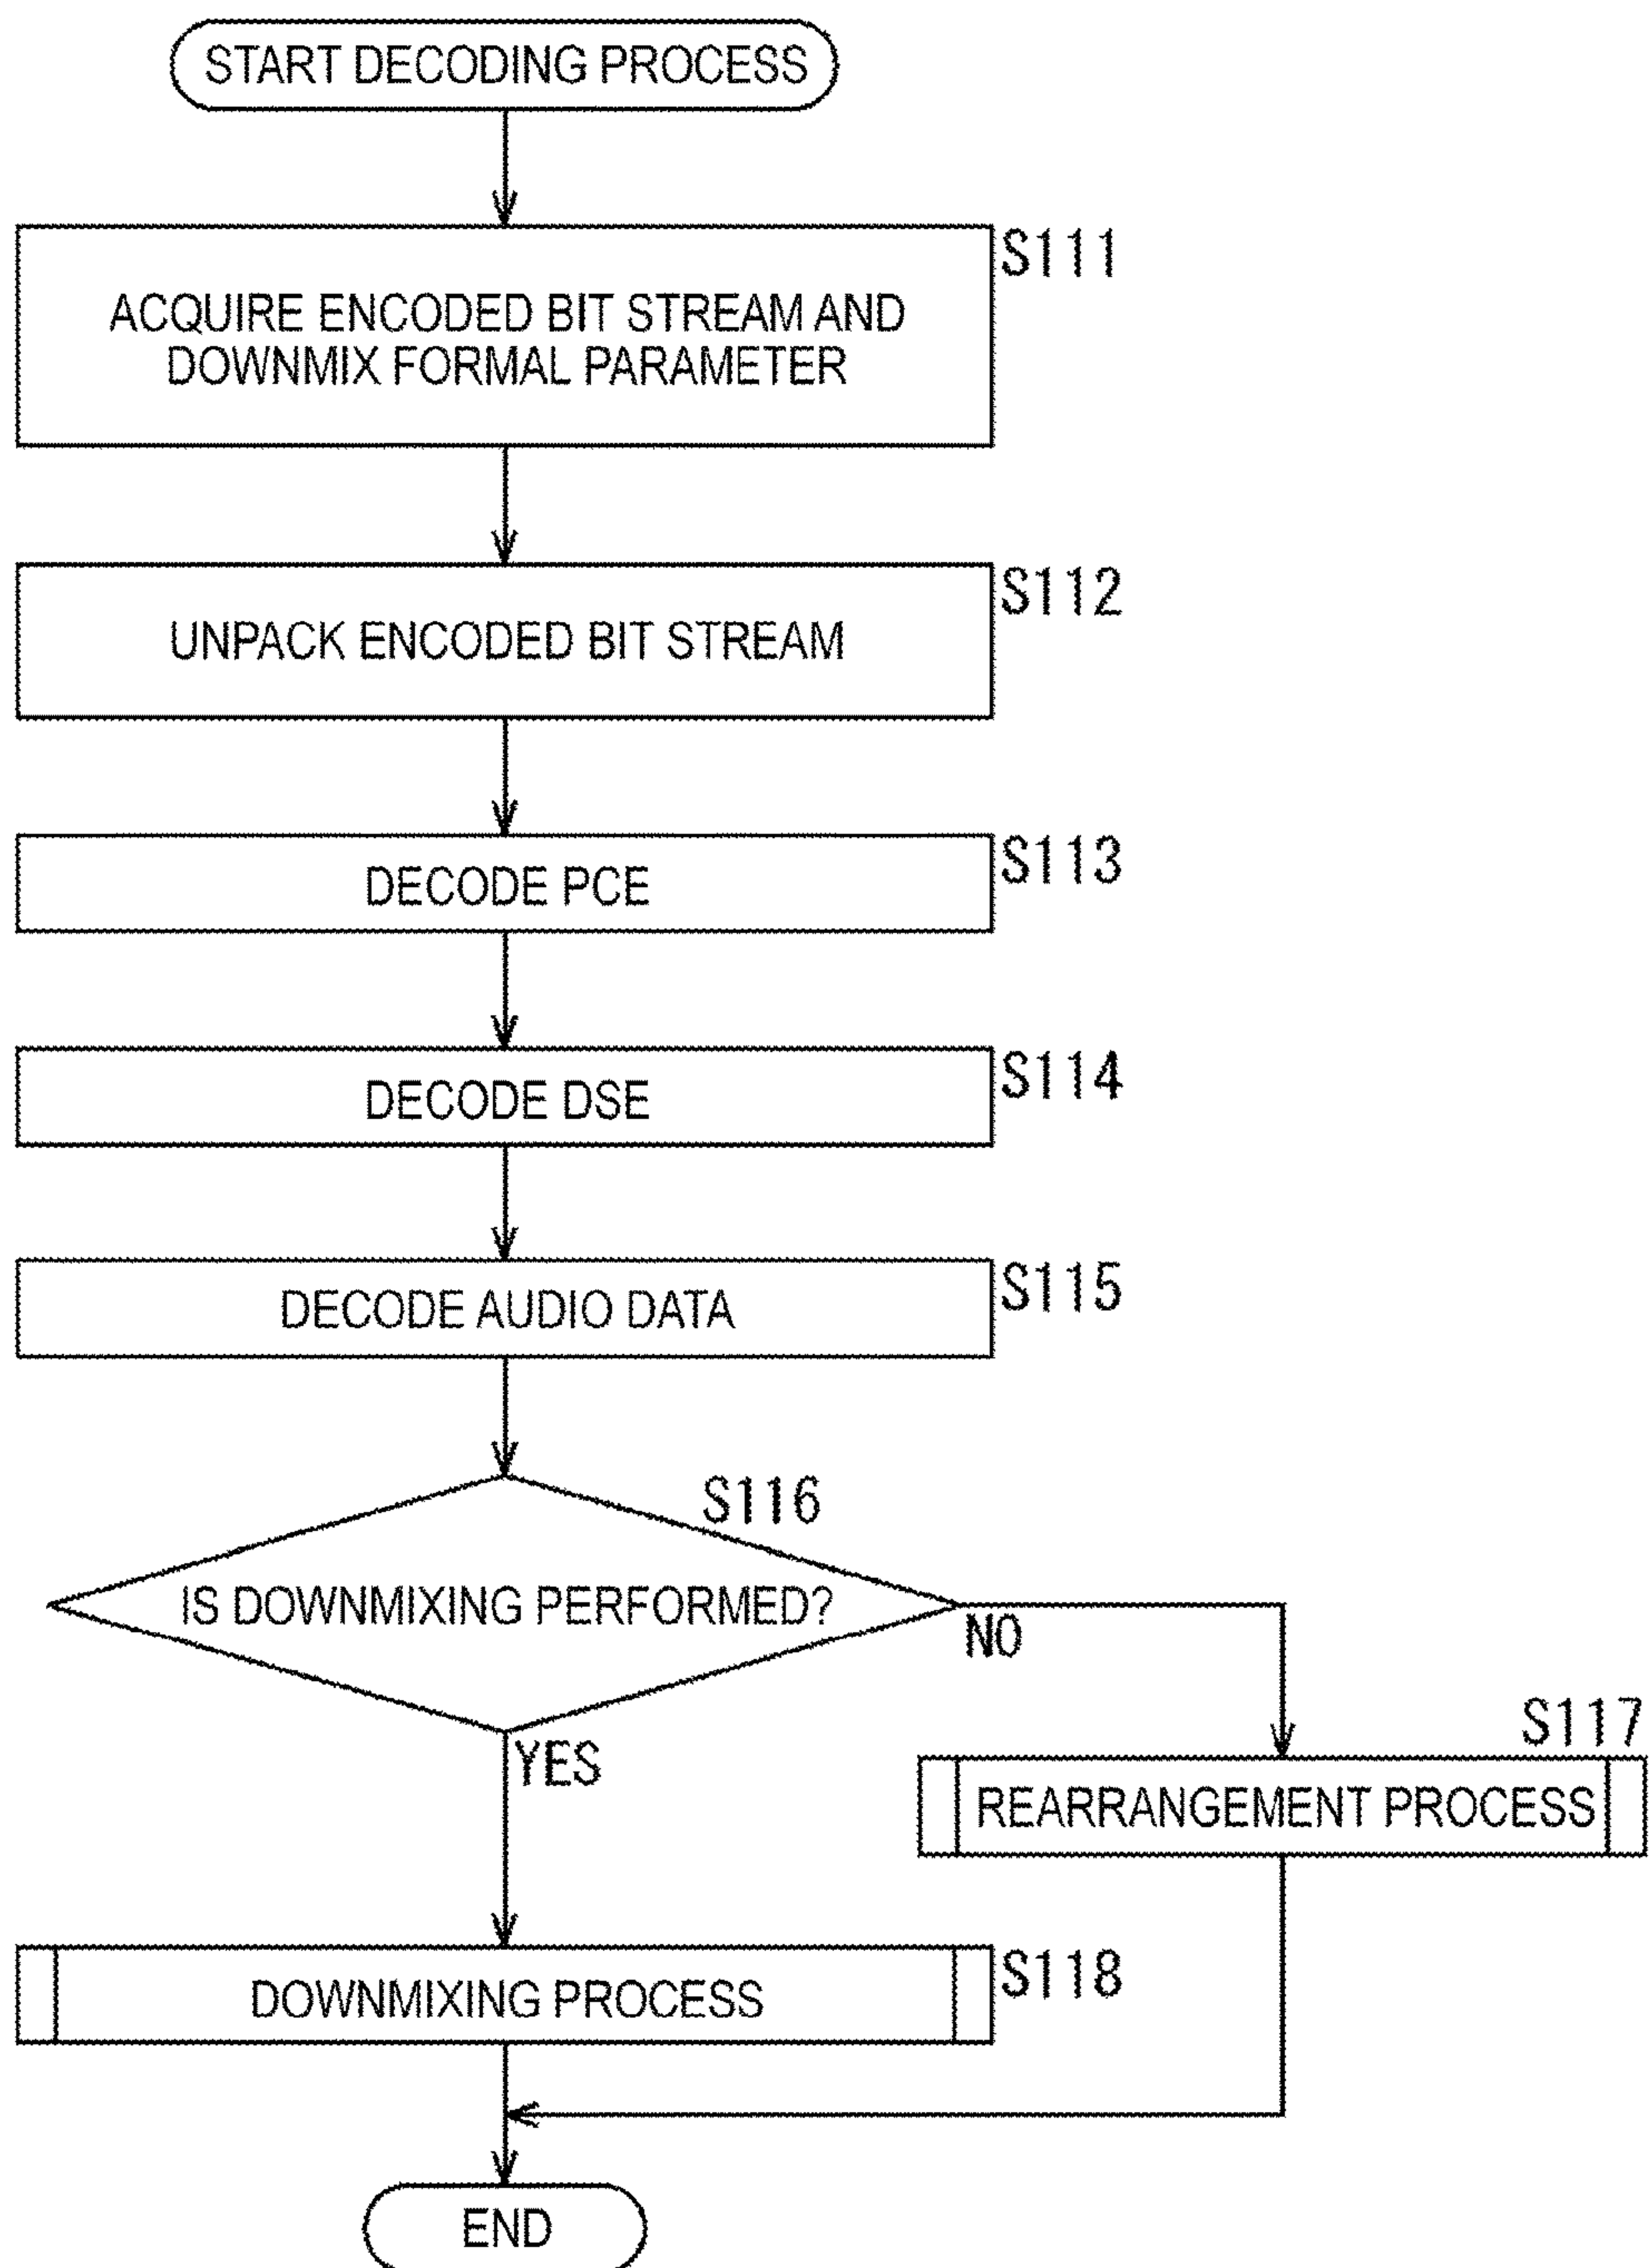 START DECODING PROCESS
S111
ACQUIRE ENCODED BIT STREAM AND
DOWNMIX FORMAL PARAMETER
S112
UNPACK ENCODED BIT STREAM
S113
DECODE PCE
S114
DECODE DSE
S115
DECODE AUDIO DATA
S116
IS DOWNMIXING PERFORMED?
NO
YES
S117
REARRANGEMENT PROCESS
S118
DOWNMIXING PROCESS
END